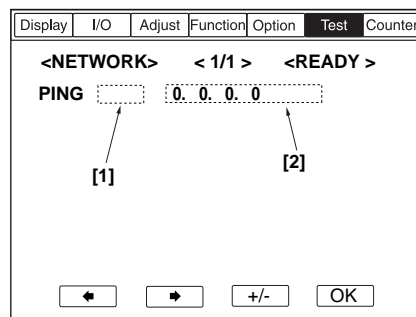 Display I/O Adjust Function Option Test Counter
<NETWORK> < 1/1 > <READY >
PING 0. 0. 0. 0
[1] [2]
+/- OK